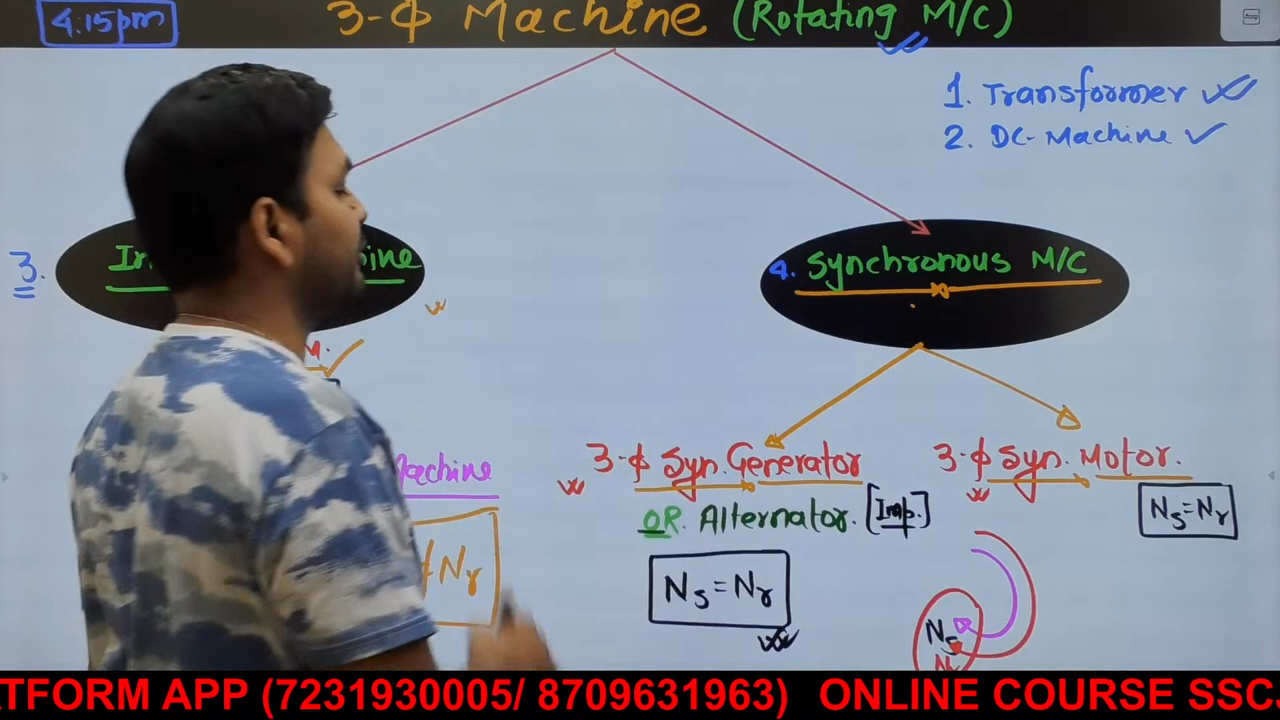 4.15pm
3-Φ Machine (Rotating M/C)
1. Transformer
2. DC-Machine
3.
4. Synchronous M/C
Machine
3-ϕ Syn. Generator
OR. Alternator. [Imp.]
Ns=Nr
3-ϕ Syn. Motor.
Ns=Nr
≠ Nr
Ns
Nr
TFORM APP (7231930005/ 8709631963) ONLINE COURSE SSC